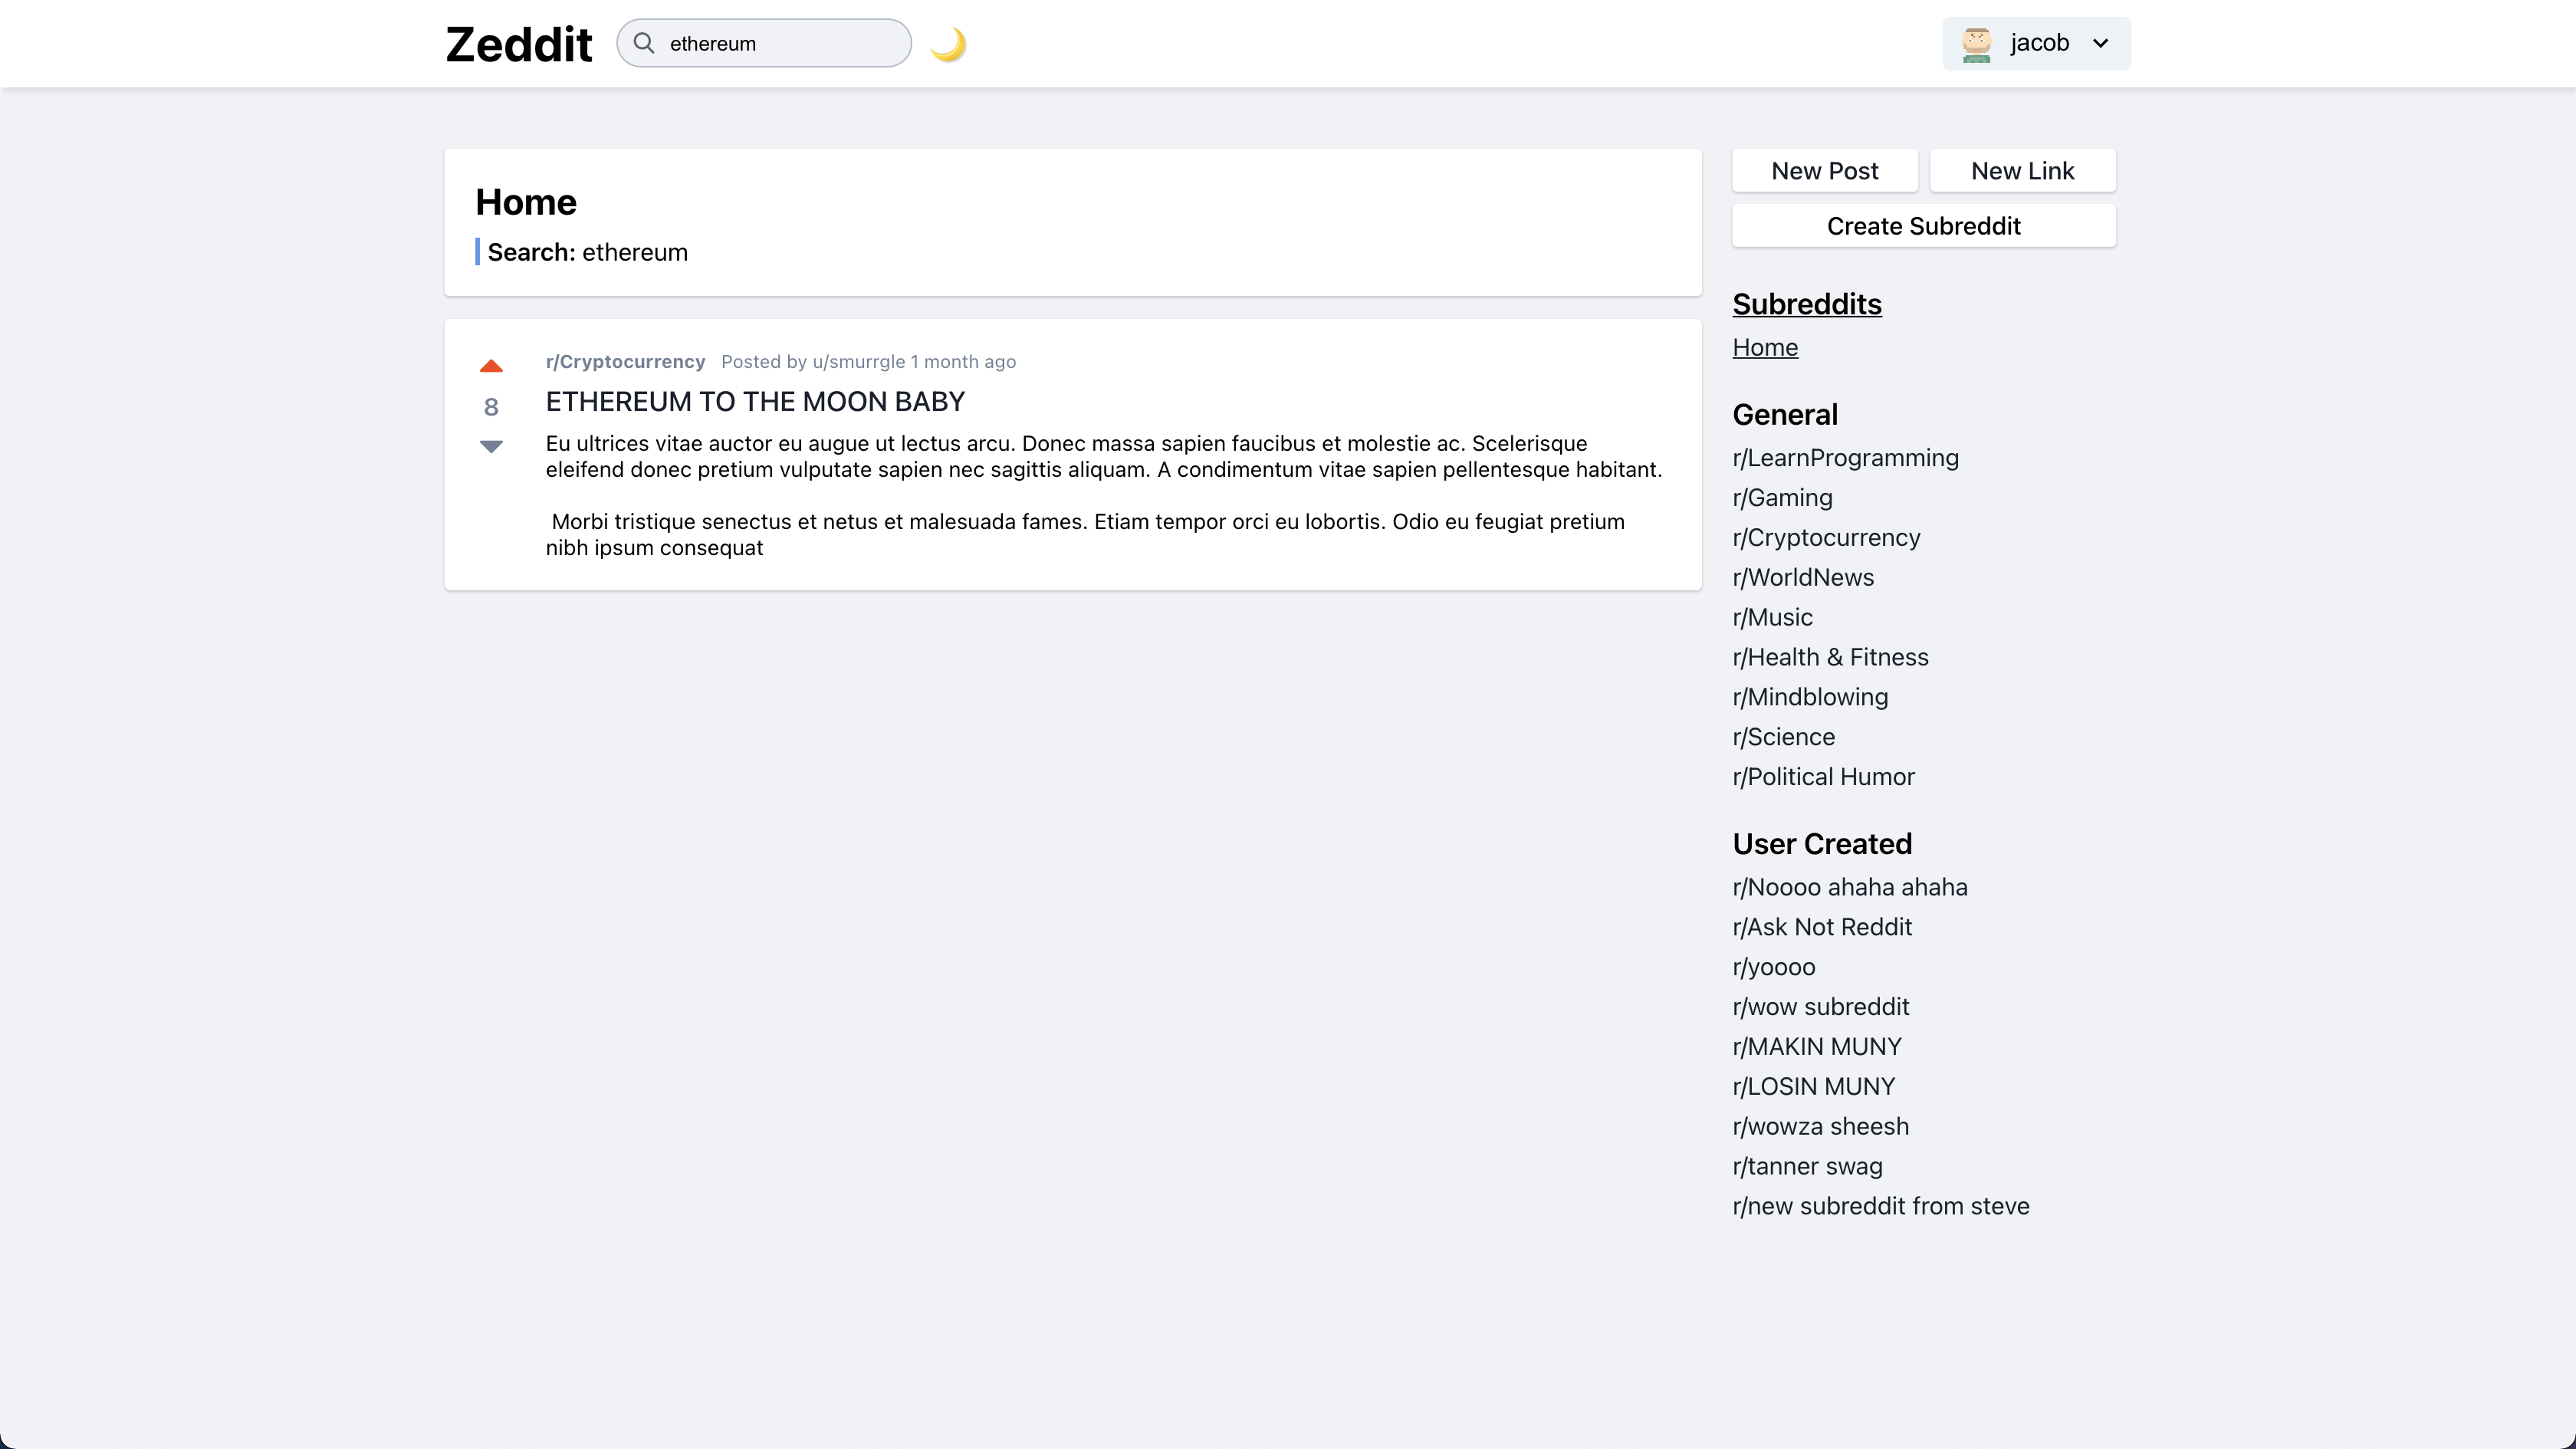 Zeddit
ethereum
jacob
Home
Search: ethereum
r/Cryptocurrency Posted by u/smurrgle 1 month ago
8
ETHEREUM TO THE MOON BABY
Eu ultrices vitae auctor eu augue ut lectus arcu. Donec massa sapien faucibus et molestie ac. Scelerisque
eleifend donec pretium vulputate sapien nec sagittis aliquam. A condimentum vitae sapien pellentesque habitant.
Morbi tristique senectus et netus et malesuada fames. Etiam tempor orci eu lobortis. Odio eu feugiat pretium
nibh ipsum consequat
New Post
New Link
Create Subreddit
Subreddits
Home
General
r/LearnProgramming
r/Gaming
r/Cryptocurrency
r/WorldNews
r/Music
r/Health & Fitness
r/Mindblowing
r/Science
r/Political Humor
User Created
r/Noooo ahaha ahaha
r/Ask Not Reddit
r/yoooo
r/wow subreddit
r/MAKIN MUNY
r/LOSIN MUNY
r/wowza sheesh
r/tanner swag
r/new subreddit from steve